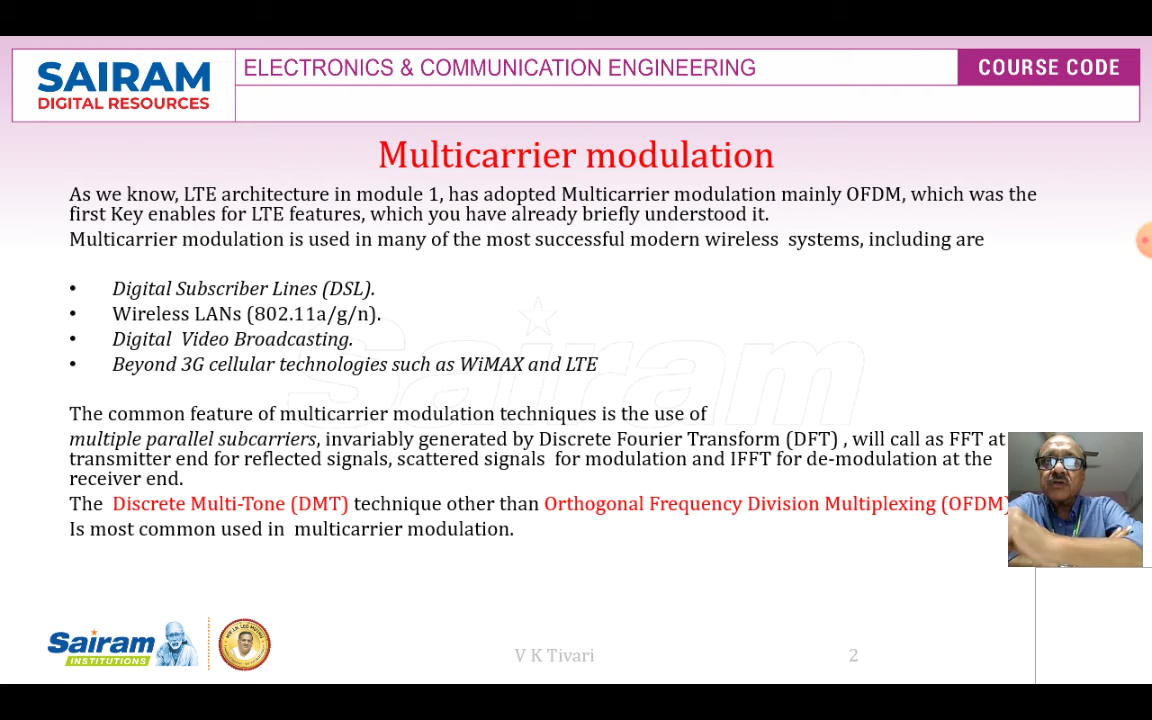 SAIRAM
DIGITAL RESOURCES
ELECTRONICS & COMMUNICATION ENGINEERING
COURSE CODE
Multicarrier modulation
As we know, LTE architecture in module 1, has adopted Multicarrier modulation mainly OFDM, which was the
first Key enables for LTE features, which you have already briefly understood it.
Multicarrier modulation is used in many of the most successful modern wireless systems, including are
• Digital Subscriber Lines (DSL).
• Wireless LANs (802.11a/g/n).
• Digital Video Broadcasting.
• Beyond 3G cellular technologies such as WiMAX and LTE
Sairam
The common feature of multicarrier modulation techniques is the use of
multiple parallel subcarriers, invariably generated by Discrete Fourier Transform (DFT) , will call as FFT at
transmitter end for reflected signals, scattered signals for modulation and IFFT for de-modulation at the
receiver end.
The Discrete Multi-Tone (DMT) technique other than Orthogonal Frequency Division Multiplexing (OFDM)
Is most common used in multicarrier modulation.
Sairam
INSTITUTIONS
V K Tivari
2